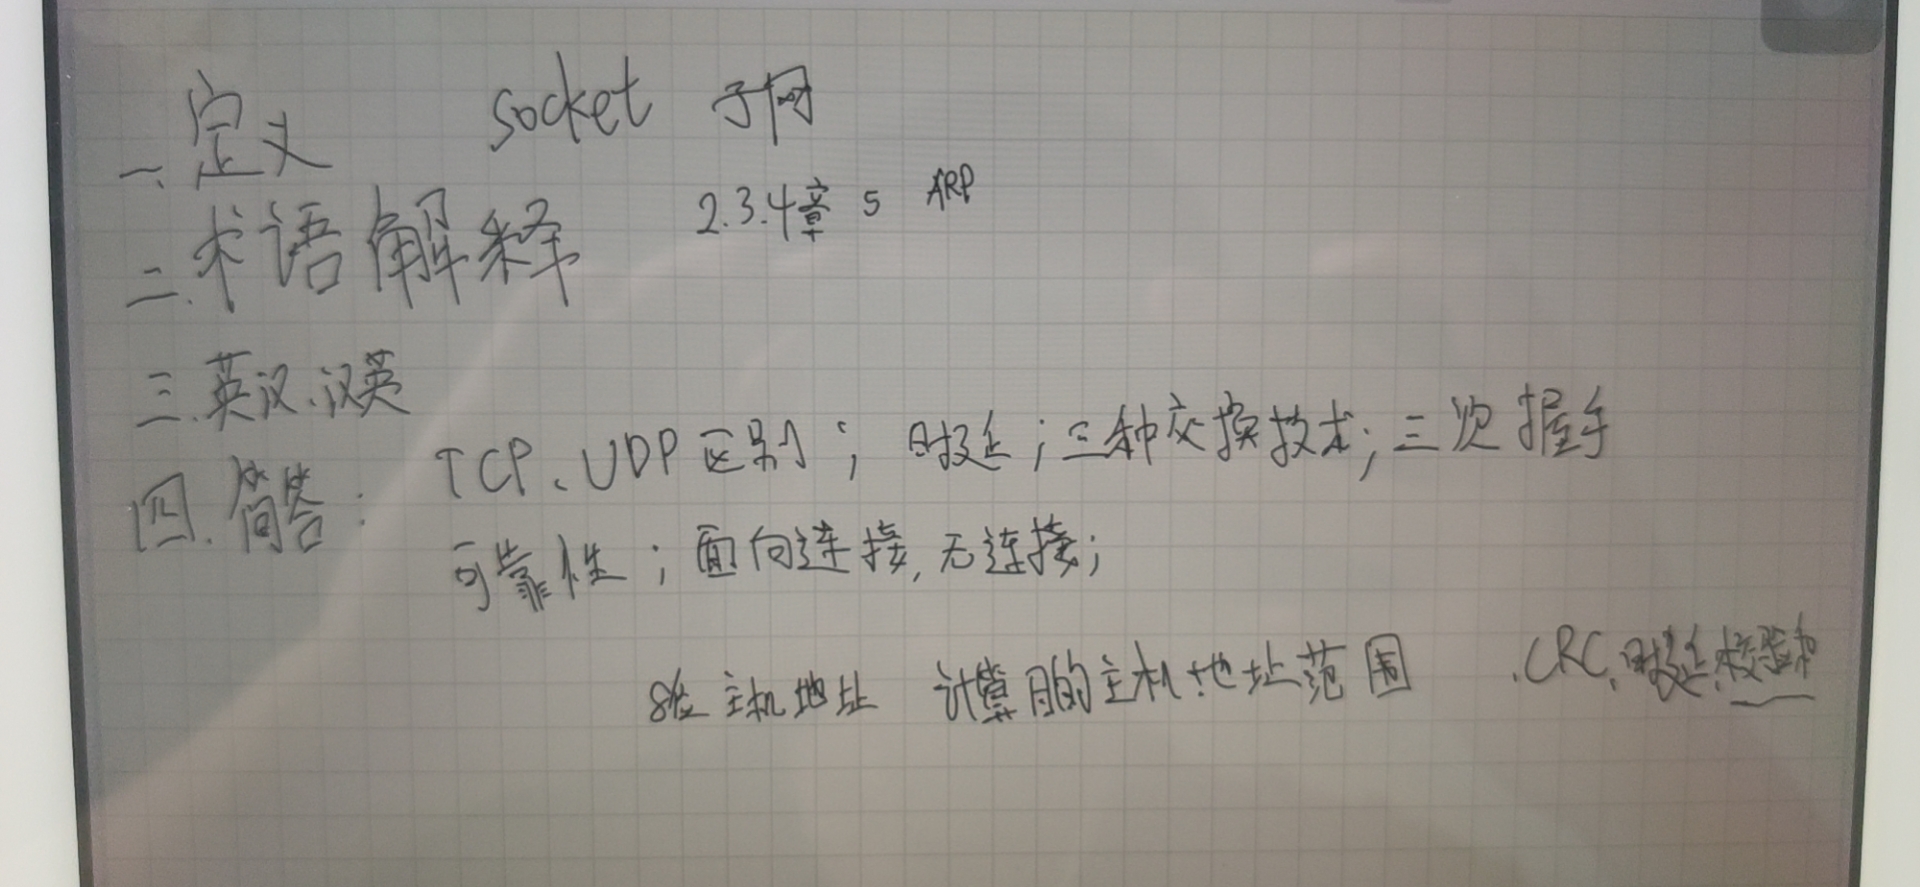 一、定义 socket 子网
二.术语解释 2.3.4章 5 ARP
三.英汉.汉英
四.简答: TCP、UDP区别; 时延;三种交换技术;三次握手
可靠性;面向连接,无连接;
8位主机地址 计算目的主机地址范围 .CRC、时延.校验和